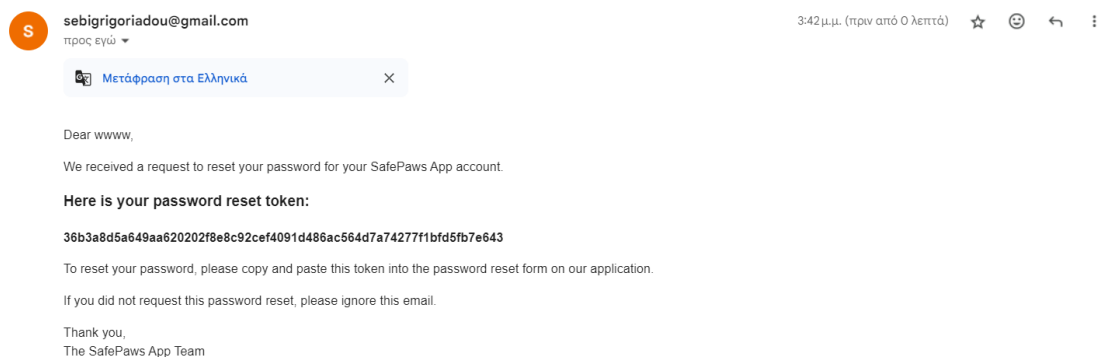 S
sebigrigoriadou@gmail.com
3:42 μ.μ. (πριν από 0 λεπτά)
προς εγώ
Μετάφραση στα Ελληνικά
Dear wwww,
We received a request to reset your password for your SafePaws App account.
Here is your password reset token:
36b3a8d5a649aa620202f8e8c92cef4091d486ac564d7a74277f1bfd5fb7e643
To reset your password, please copy and paste this token into the password reset form on our application.
If you did not request this password reset, please ignore this email.
Thank you,
The SafePaws App Team